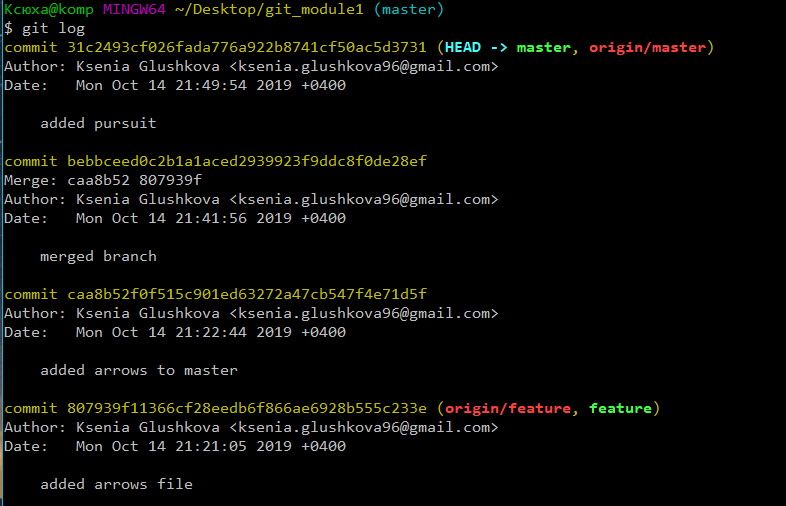 Ксюха@komp MINGW64 ~/Desktop/git_module1 (master)
$ git log
commit 31c2493cf026fada776a922b8741cf50ac5d3731 (HEAD -> master, origin/master)
Author: Ksenia Glushkova <ksenia.glushkova96@gmail.com>
Date:   Mon Oct 14 21:49:54 2019 +0400
added pursuit
commit bebbceed0c2b1a1aced2939923f9ddc8f0de28ef
Merge: caa8b52 807939f
Author: Ksenia Glushkova <ksenia.glushkova96@gmail.com>
Date:   Mon Oct 14 21:41:56 2019 +0400
merged branch
commit caa8b52f0f515c901ed63272a47cb547f4e71d5f
Author: Ksenia Glushkova <ksenia.glushkova96@gmail.com>
Date:   Mon Oct 14 21:22:44 2019 +0400
added arrows to master
commit 807939f11366cf28eedb6f866ae6928b555c233e (origin/feature, feature)
Author: Ksenia Glushkova <ksenia.glushkova96@gmail.com>
Date:   Mon Oct 14 21:21:05 2019 +0400
added arrows file